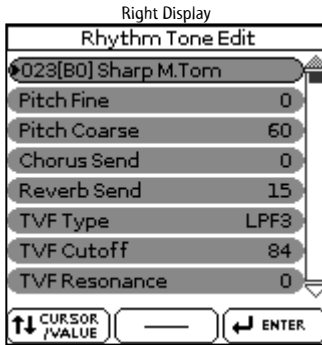 Right Display
Rhythm Tone Edit
023[B0] Sharp M.Tom
Pitch Fine 0
Pitch Coarse 60
Chorus Send 0
Reverb Send 15
TVF Type LPF3
TVF Cutoff 84
TVF Resonance 0
CURSOR
/VALUE
ENTER